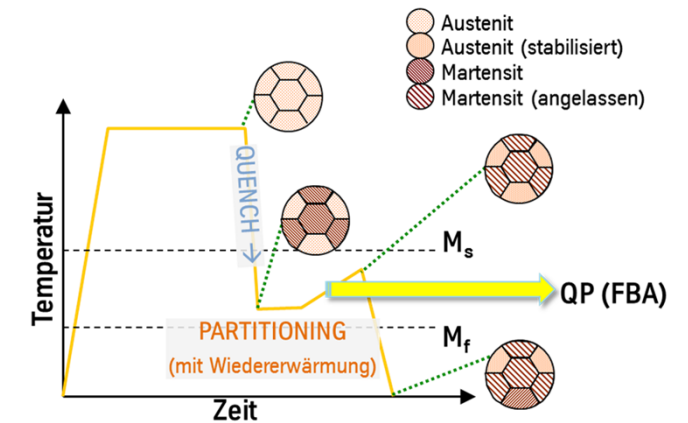 Austenit
Austenit (stabilisiert)
Martensit
Martensit (angelassen)
QUENCH
Temperatur
Ms
QP (FBA)
PARTITIONING
(mit Wiedererwärmung)
Mf
Zeit